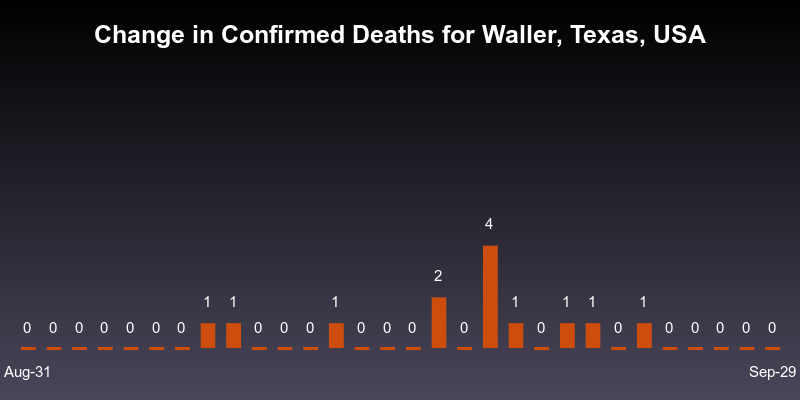 Change in Confirmed Deaths for Waller, Texas, USA
4
2
1 1 1 1 1 1 1
0 0 0 0 0 0 0 0 0 0 0 0 0 0 0 0 0 0 0 0 0
Aug-31 Sep-29